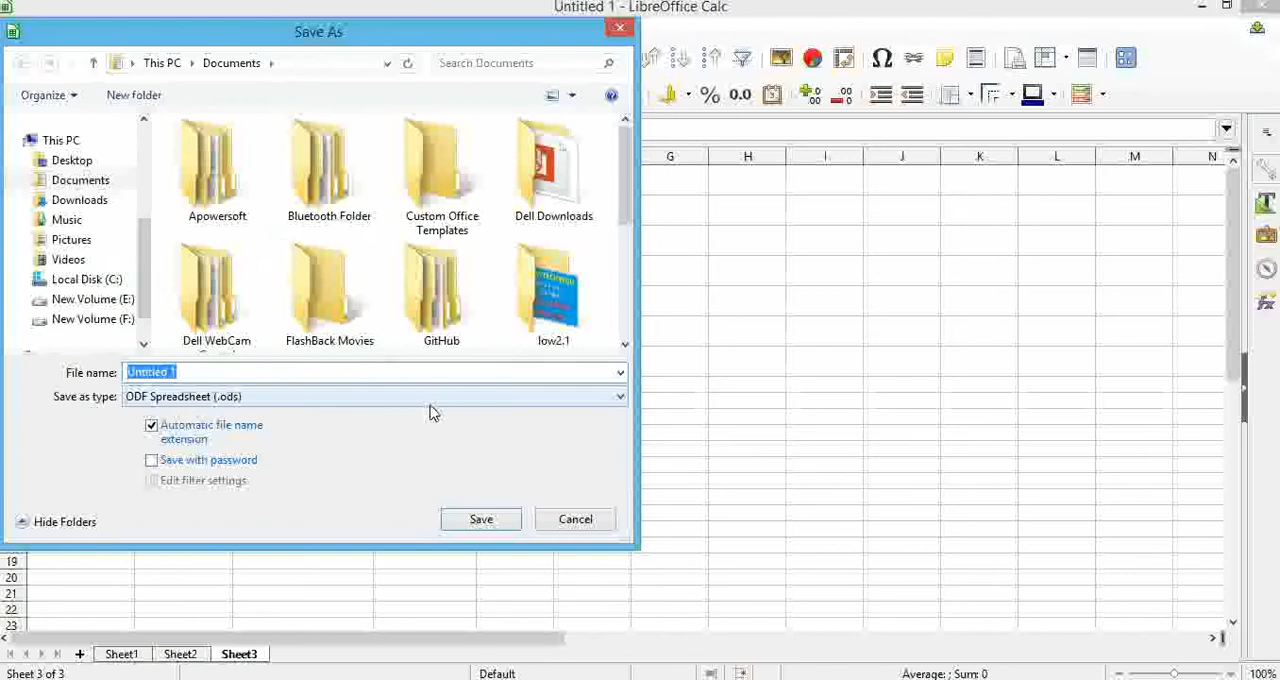 Untitled 1 - LibreOffice Calc
Save As
This PC
Documents
Search Documents
Organize
New folder
This PC
Desktop
Documents
Downloads
Music
Pictures
Videos
Local Disk (C:)
New Volume (E:)
New Volume (F:)
Apowersoft
Bluetooth Folder
Custom Office
Templates
Dell Downloads
Dell WebCam
FlashBack Movies
GitHub
low2.1
File name: Untitled 1
Save as type: ODF Spreadsheet (.ods)
Automatic file name
extension
Save with password
Edit filter settings
Hide Folders
Save
Cancel
% 0.0
G H I J K L M N
19
20
21
22
23
Sheet1 Sheet2 Sheet3
Sheet 3 of 3
Default
Average: ; Sum: 0
100%